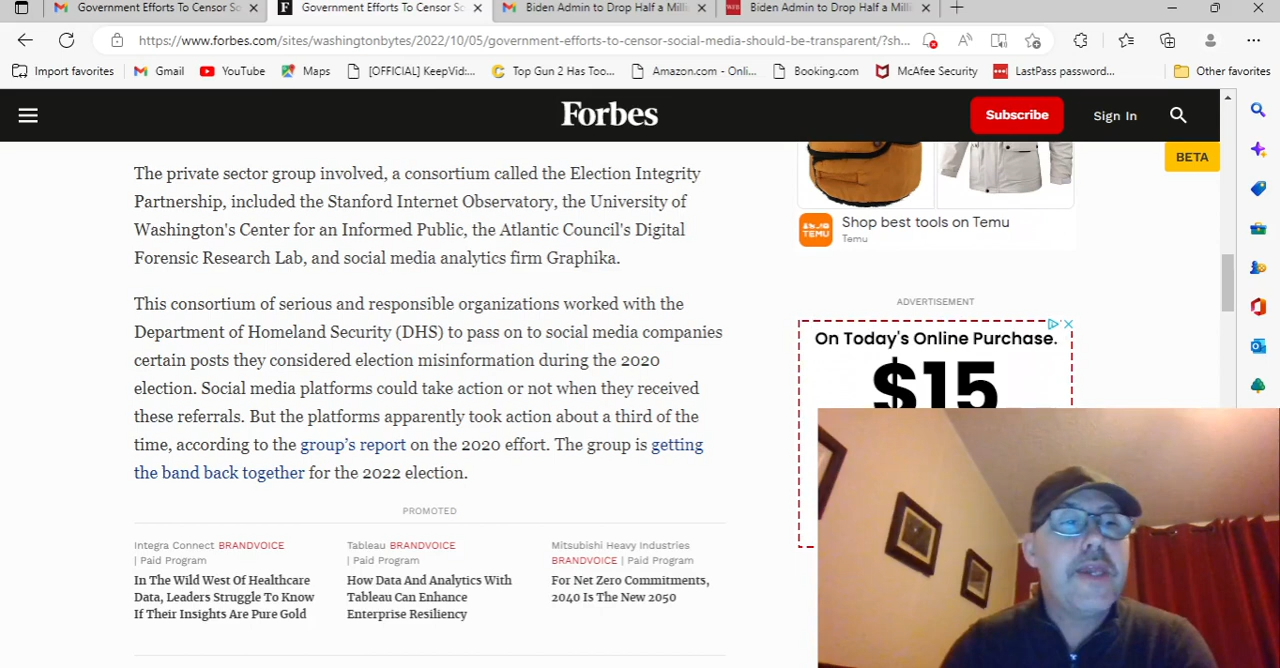 Government Efforts To Censor So
Government Efforts To Censor So
Biden Admin to Drop Half a Milli
Biden Admin to Drop Half a Milli
https://www.forbes.com/sites/washingtonbytes/2022/10/05/government-efforts-to-censor-social-media-should-be-transparent/?sh...
Import favorites
Gmail
YouTube
Maps
[OFFICIAL] KeepVid:...
Top Gun 2 Has Too...
Amazon.com - Onli...
Booking.com
McAfee Security
LastPass password...
Other favorites
Forbes
Subscribe
Sign In
BETA
The private sector group involved, a consortium called the Election Integrity
Partnership, included the Stanford Internet Observatory, the University of
Washington's Center for an Informed Public, the Atlantic Council's Digital
Forensic Research Lab, and social media analytics firm Graphika.
This consortium of serious and responsible organizations worked with the
Department of Homeland Security (DHS) to pass on to social media companies
certain posts they considered election misinformation during the 2020
election. Social media platforms could take action or not when they received
these referrals. But the platforms apparently took action about a third of the
time, according to the group's report on the 2020 effort. The group is getting
the band back together for the 2022 election.
PROMOTED
Integra Connect BRANDVOICE
| Paid Program
In The Wild West Of Healthcare
Data, Leaders Struggle To Know
If Their Insights Are Pure Gold
Tableau BRANDVOICE
| Paid Program
How Data And Analytics With
Tableau Can Enhance
Enterprise Resiliency
Mitsubishi Heavy Industries
BRANDVOICE | Paid Program
For Net Zero Commitments,
2040 Is The New 2050
TEMU
Shop best tools on Temu
Temu
ADVERTISEMENT
On Today's Online Purchase.
$15